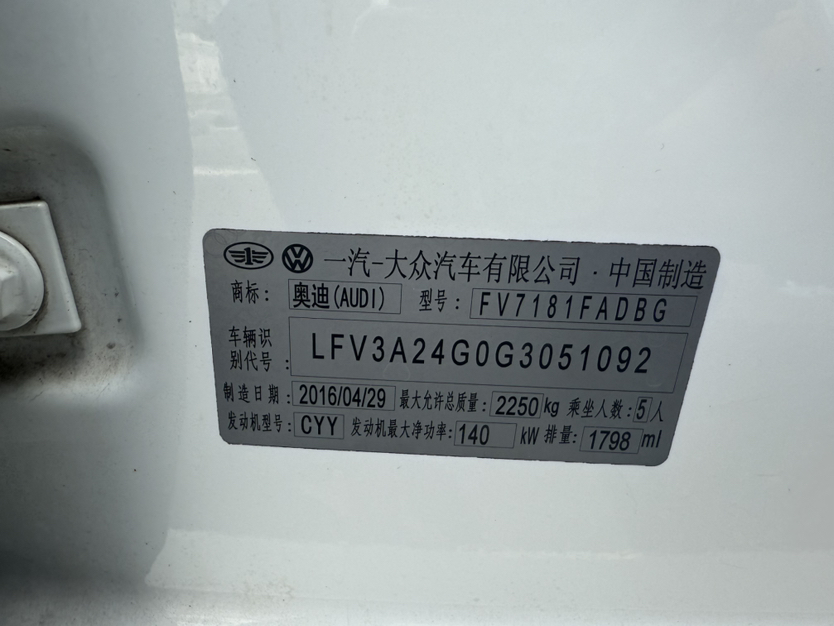 一汽-大众汽车有限公司·中国制造
商标: 奥迪(AUDI) 型号: FV7181FADBG
车辆识
别代号: LFV3A24G0G3051092
制造日期: 2016/04/29 最大允许总质量: 2250kg 乘坐人数: 5人
发动机型号: CYY 发动机最大净功率: 140 kW 排量: 1798 ml